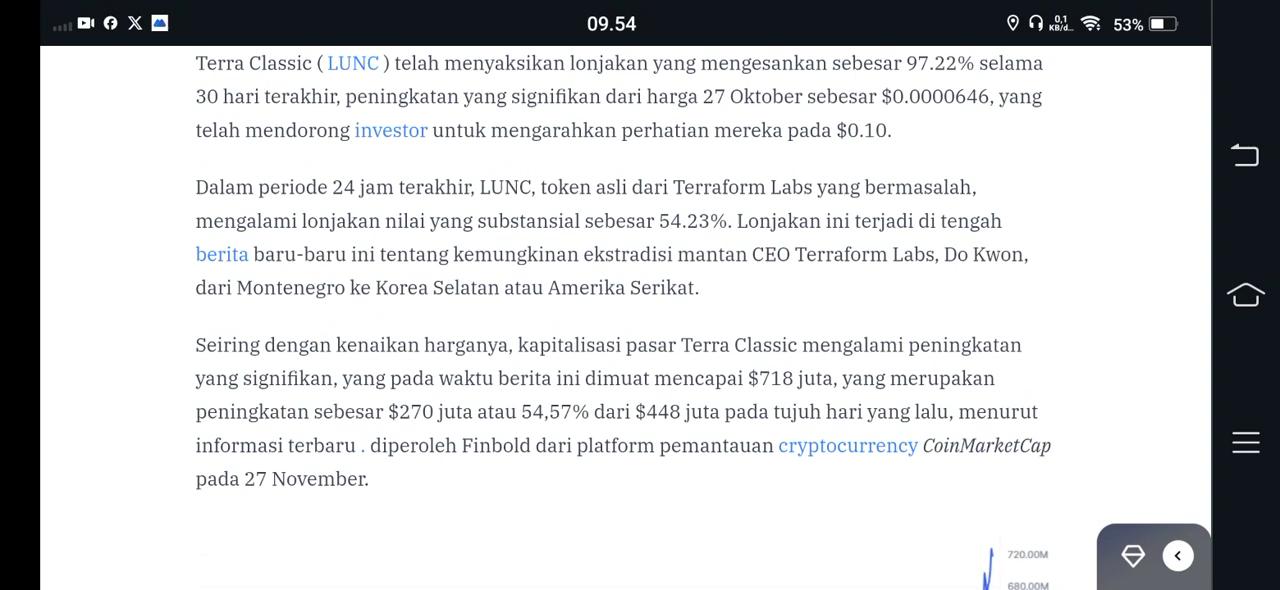 09.54
0,1
KB/d...
53%
Terra Classic ( LUNC ) telah menyaksikan lonjakan yang mengesankan sebesar 97.22% selama
30 hari terakhir, peningkatan yang signifikan dari harga 27 Oktober sebesar $0.0000646, yang
telah mendorong investor untuk mengarahkan perhatian mereka pada $0.10.
Dalam periode 24 jam terakhir, LUNC, token asli dari Terraform Labs yang bermasalah,
mengalami lonjakan nilai yang substansial sebesar 54.23%. Lonjakan ini terjadi di tengah
berita baru-baru ini tentang kemungkinan ekstradisi mantan CEO Terraform Labs, Do Kwon,
dari Montenegro ke Korea Selatan atau Amerika Serikat.
Seiring dengan kenaikan harganya, kapitalisasi pasar Terra Classic mengalami peningkatan
yang signifikan, yang pada waktu berita ini dimuat mencapai $718 juta, yang merupakan
peningkatan sebesar $270 juta atau 54,57% dari $448 juta pada tujuh hari yang lalu, menurut
informasi terbaru . diperoleh Finbold dari platform pemantauan cryptocurrency CoinMarketCap
pada 27 November.
720.00M
680.00M